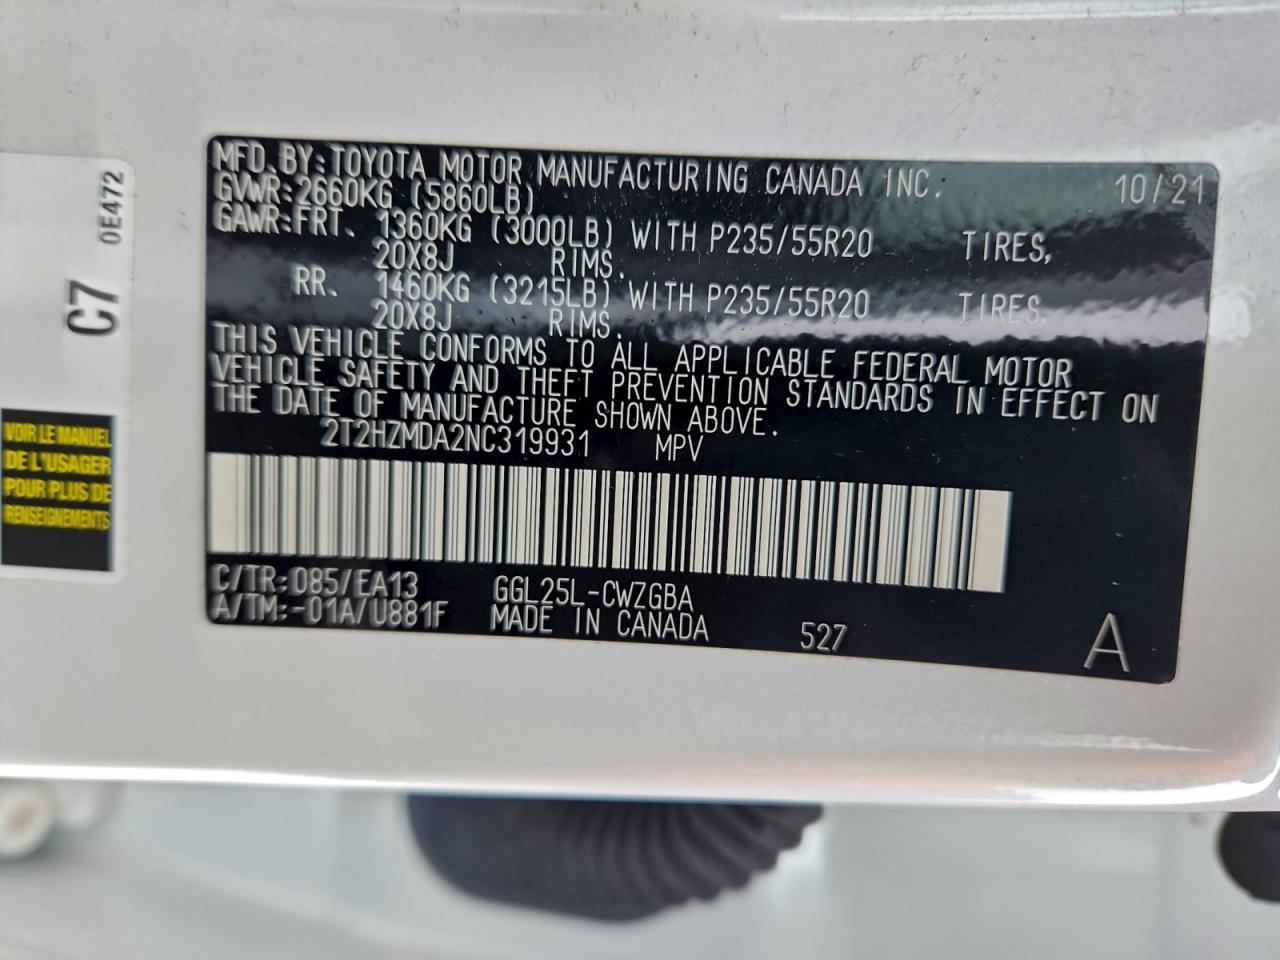 MFD. BY: TOYOTA MOTOR MANUFACTURING CANADA INC. 10/21
GVWR: 2660KG (5860LB)
GAWR: FRT. 1360KG (3000LB) WITH P235/55R20 TIRES,
20X8J RIMS.
RR. 1460KG (3215LB) WITH P235/55R20 TIRES,
20X8J RIMS.
THIS VEHICLE CONFORMS TO ALL APPLICABLE FEDERAL MOTOR
VEHICLE SAFETY AND THEFT PREVENTION STANDARDS IN EFFECT ON
THE DATE OF MANUFACTURE SHOWN ABOVE.
2T2HZMDA2NC319931 MPV
C/TR: 085/EA13 GGL25L-CWZGBA
A/TM: -01A/U881F MADE IN CANADA 527 A
C7 0E472
VOIR LE MANUEL
DE L'USAGER
POUR PLUS DE
RENSEIGNEMENTS